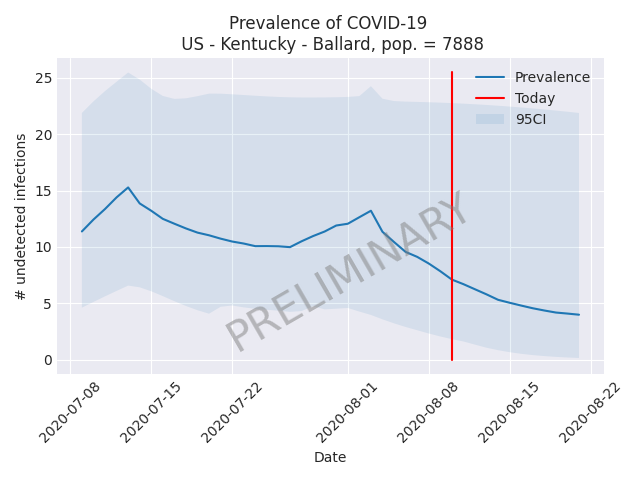 Prevalence of COVID-19
US - Kentucky - Ballard, pop. = 7888
Prevalence
Today
95CI
25
20
15
10
5
0
# undetected infections
PRELIMINARY
2020-07-08
2020-07-15
2020-07-22
2020-08-01
2020-08-08
2020-08-15
2020-08-22
Date